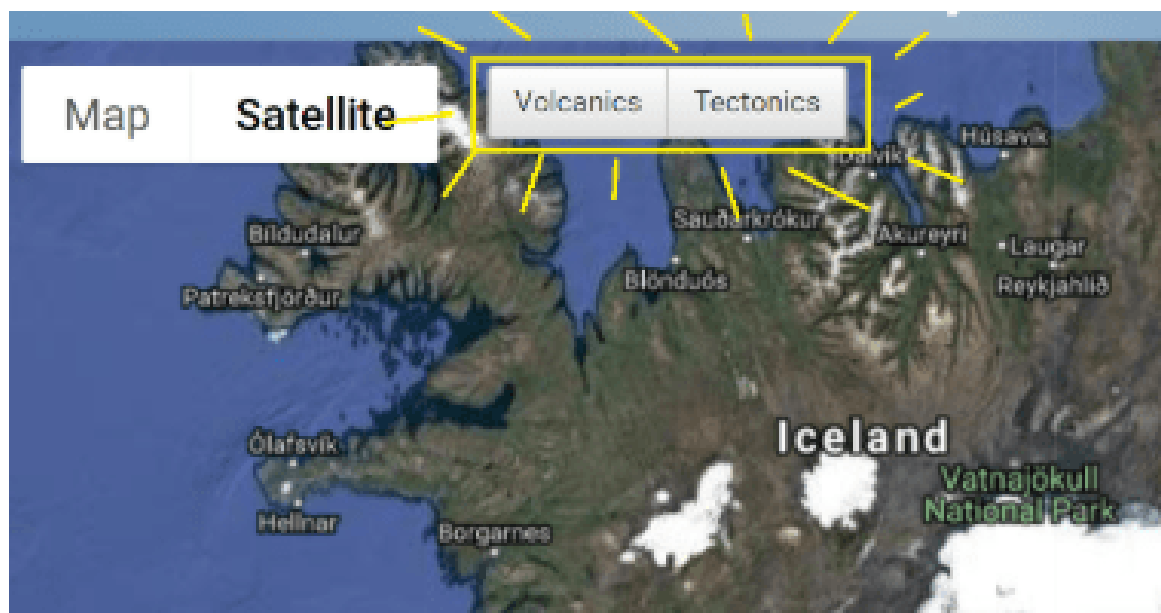 Map Satellite Volcanics Tectonics
Húsavík
Dalvík
Sauðárkrókur
Bíldudalur Akureyri Laugar
Blönduós Reykjahlíð
Patreksfjörður
Iceland
Ólafsvík
Vatnajökull
National Park
Hellnar
Borgarnes